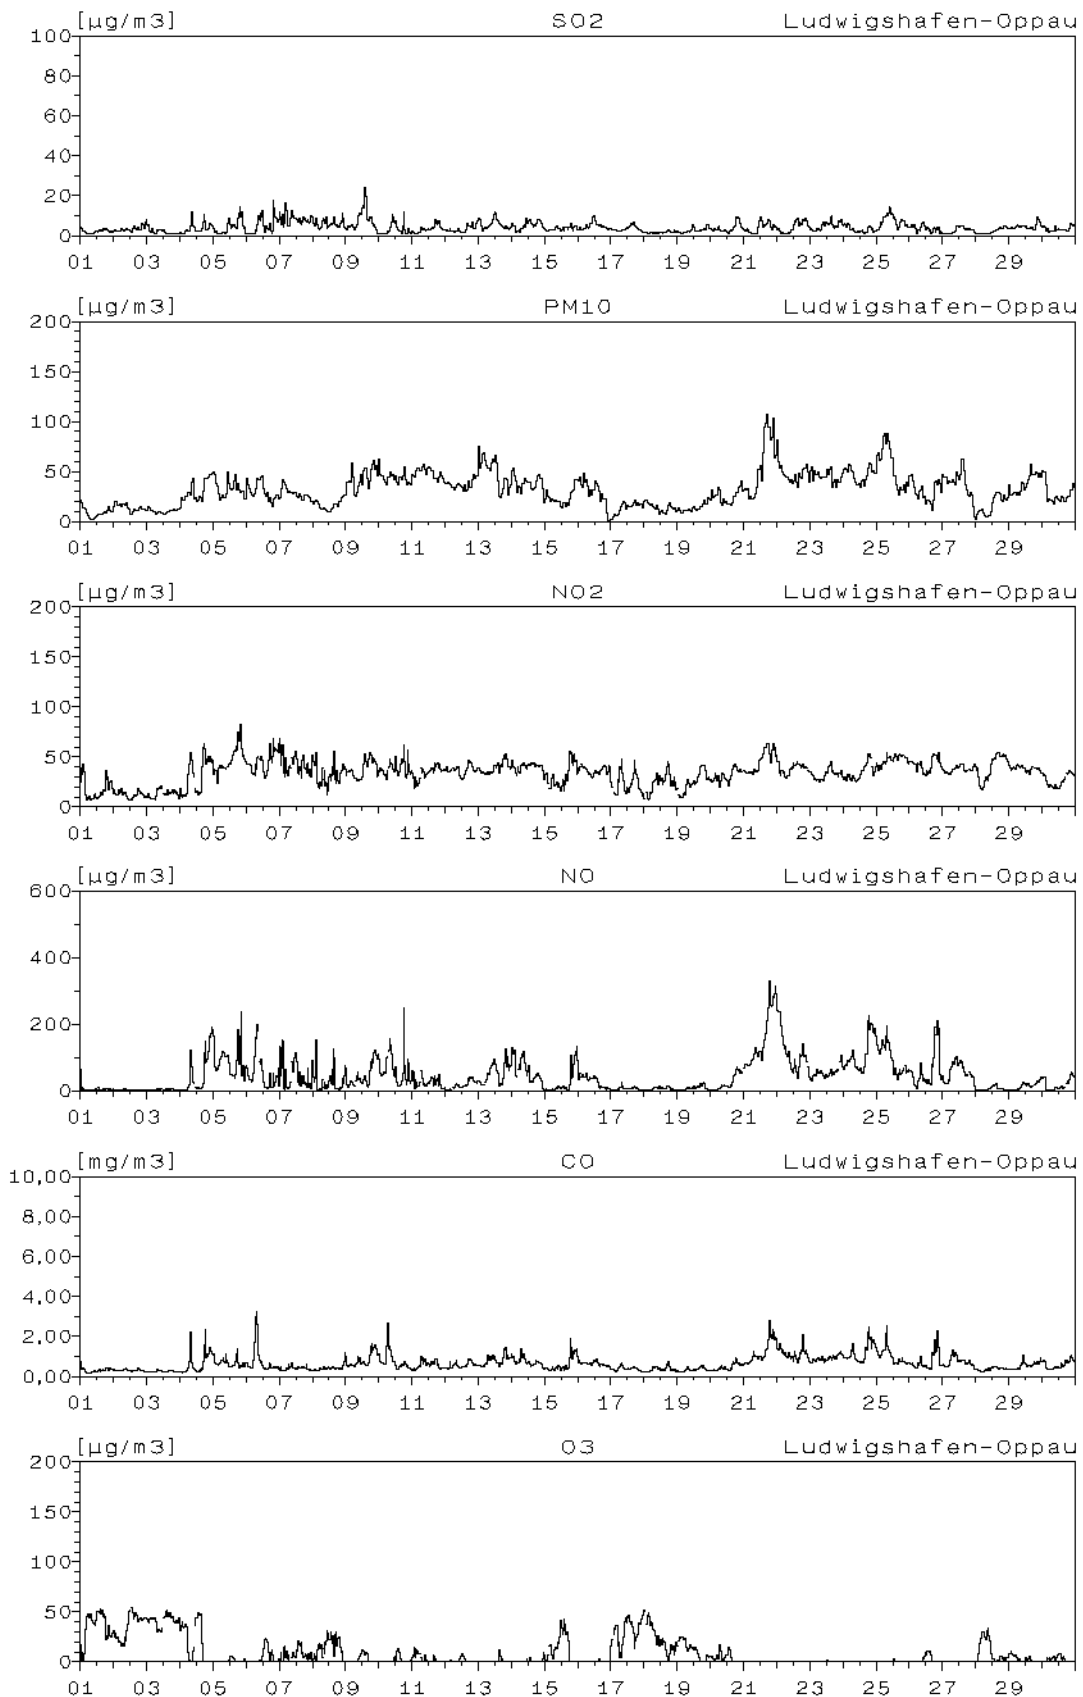 [µg/m3] SO2 Ludwigshafen-Oppau
100
80
60
40
20
0
01 03 05 07 09 11 13 15 17 19 21 23 25 27 29
[µg/m3] PM10 Ludwigshafen-Oppau
200
150
100
50
0
01 03 05 07 09 11 13 15 17 19 21 23 25 27 29
[µg/m3] NO2 Ludwigshafen-Oppau
200
150
100
50
0
01 03 05 07 09 11 13 15 17 19 21 23 25 27 29
[µg/m3] NO Ludwigshafen-Oppau
600
400
200
0
01 03 05 07 09 11 13 15 17 19 21 23 25 27 29
[mg/m3] CO Ludwigshafen-Oppau
10,00
8,00
6,00
4,00
2,00
0,00
01 03 05 07 09 11 13 15 17 19 21 23 25 27 29
[µg/m3] O3 Ludwigshafen-Oppau
200
150
100
50
0
01 03 05 07 09 11 13 15 17 19 21 23 25 27 29